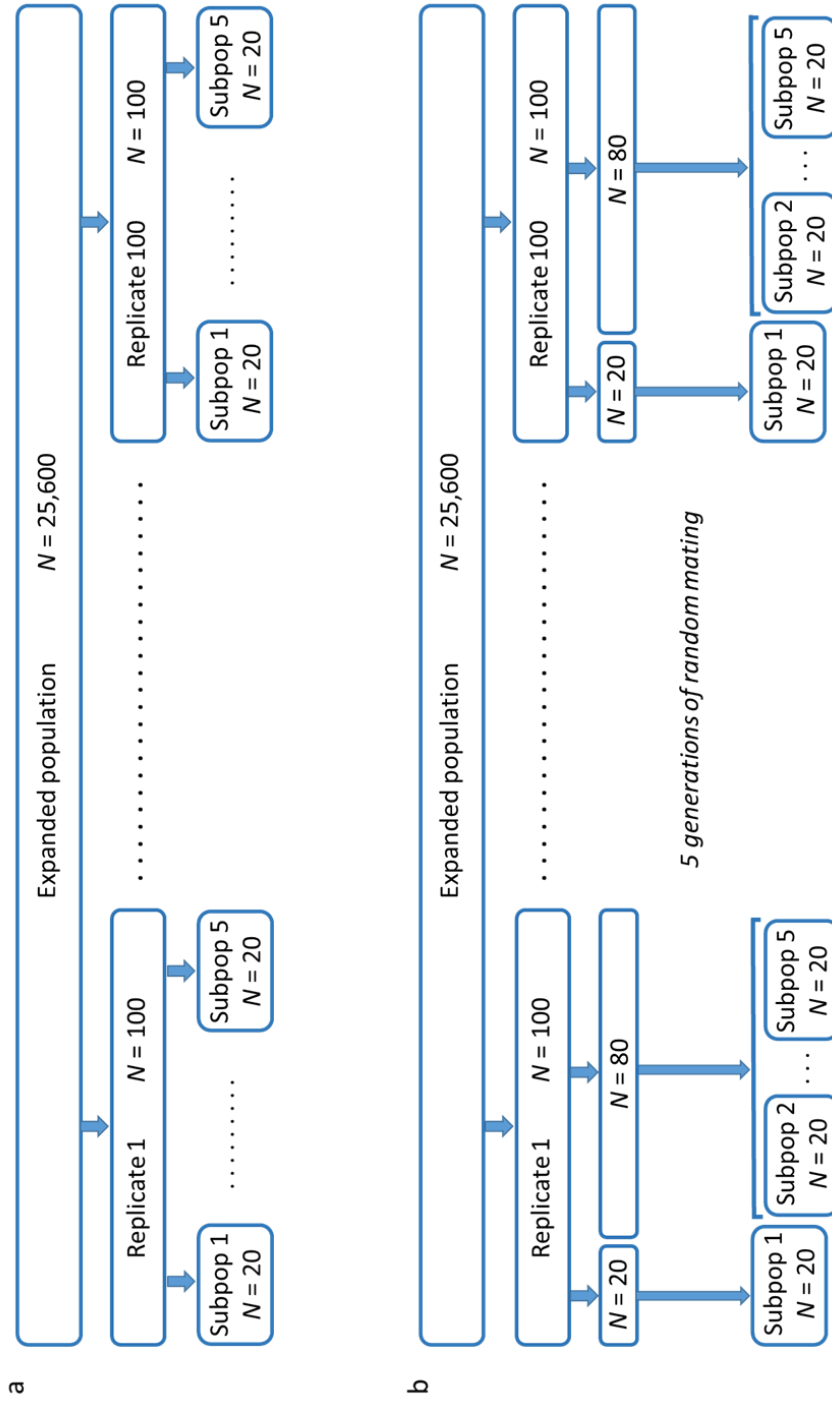 a
Expanded population N = 25,600
Replicate 1 N = 100
. . . . . . . . . . . . . . . . . . . . . . . . . . .
Replicate 100 N = 100
Subpop 1
N = 20
. . . . . . . . .
Subpop 5
N = 20
Subpop 1
N = 20
. . . . . . . . .
Subpop 5
N = 20
b
Expanded population N = 25,600
Replicate 1 N = 100
. . . . . . . . . . . . . . . . . . . . . . . . . . .
Replicate 100 N = 100
N = 20
N = 80
N = 20
N = 80
5 generations of random mating
Subpop 1
N = 20
Subpop 2
N = 20
. . . .
Subpop 5
N = 20
Subpop 1
N = 20
Subpop 2
N = 20
. . . .
Subpop 5
N = 20